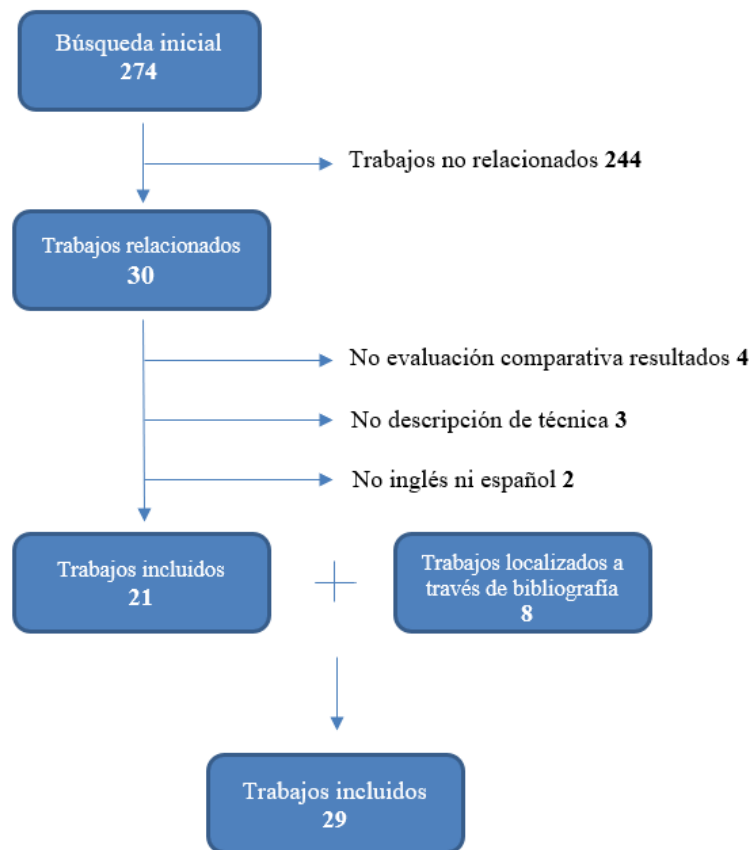 Búsqueda inicial
274
Trabajos no relacionados 244
Trabajos relacionados
30
No evaluación comparativa resultados 4
No descripción de técnica 3
No inglés ni español 2
Trabajos incluidos
21
Trabajos localizados a
través de bibliografía
8
Trabajos incluidos
29